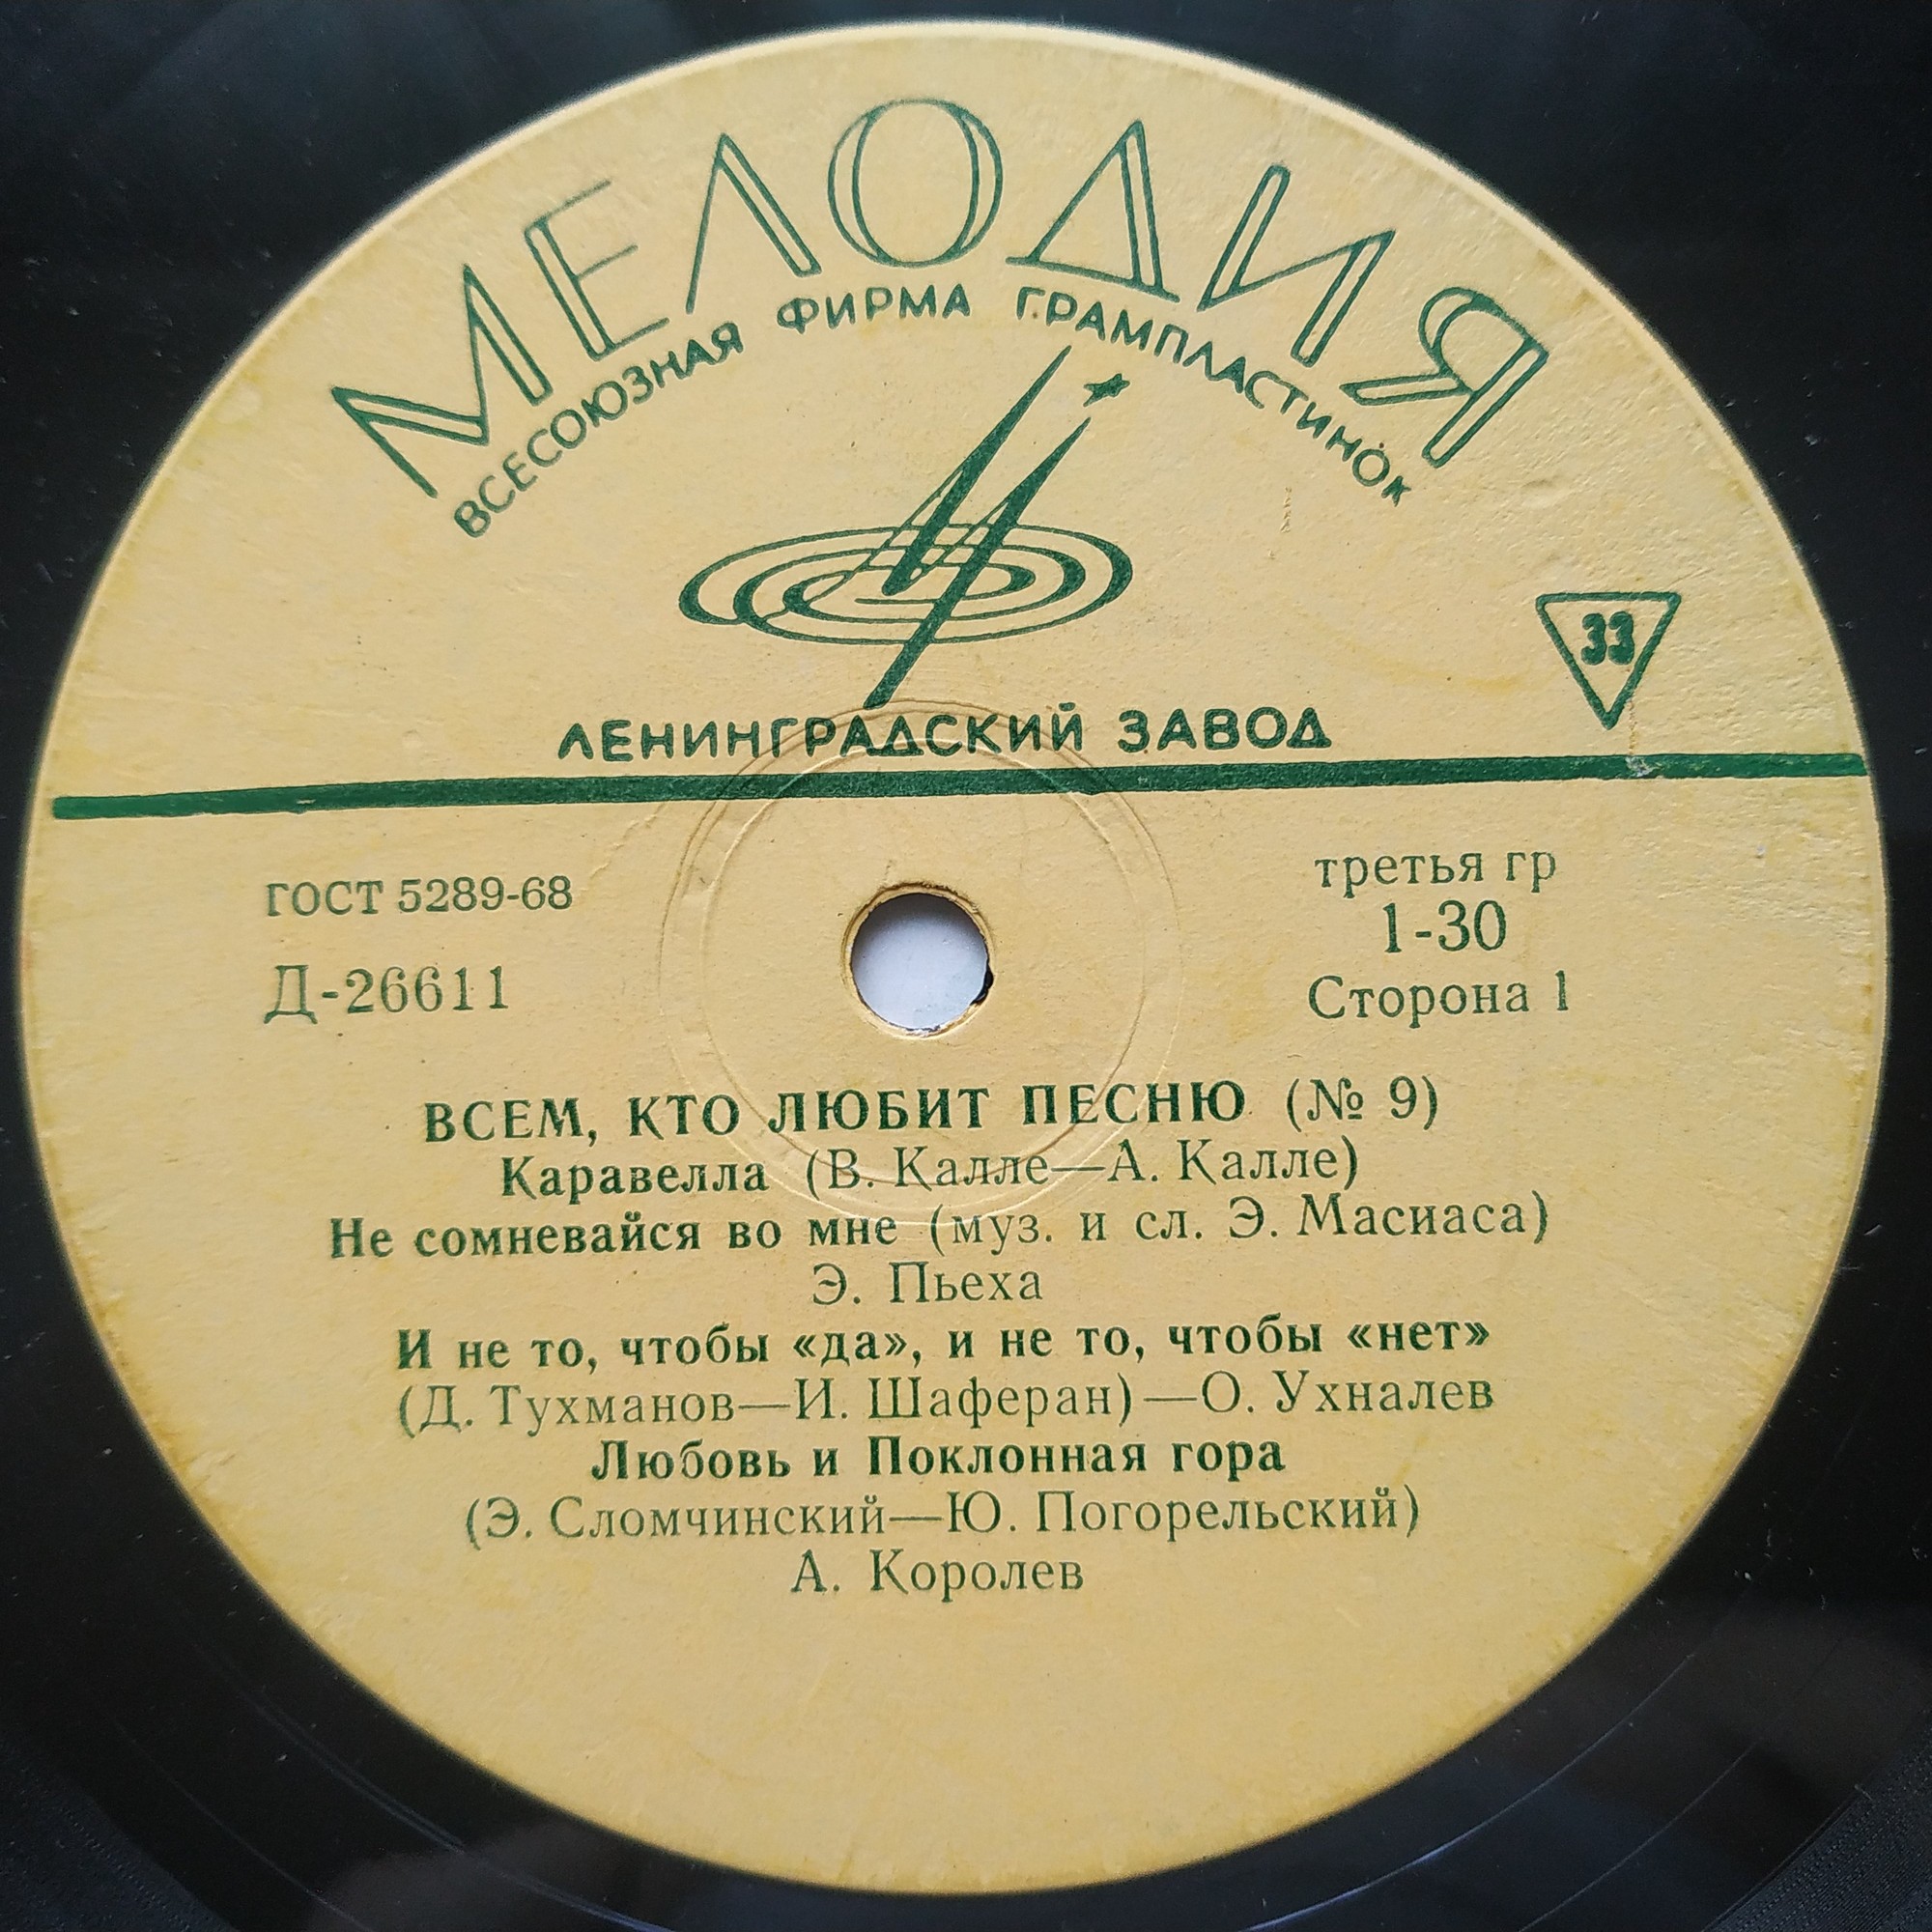 МЕЛОДИЯ
ВСЕСОЮЗНАЯ ФИРМА ГРАМПЛАСТИНОК
33
ЛЕНИНГРАДСКИЙ ЗАВОД
ГОСТ 5289-68
третья гр
1-30
Д-26611
Сторона 1
ВСЕМ, КТО ЛЮБИТ ПЕСНЮ (№ 9)
Каравелла (В. Калле—А. Калле)
Не сомневайся во мне (муз. и сл. Э. Масиаса)
Э. Пьеха
И не то, чтобы «да», и не то, чтобы «нет»
(Д. Тухманов—И. Шаферан)—О. Ухналев
Любовь и Поклонная гора
(Э. Сломчинский—Ю. Погорельский)
А. Королев